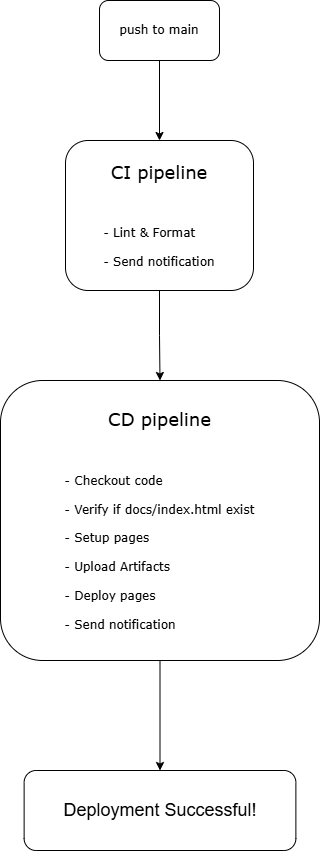 push to main
CI pipeline
- Lint & Format
- Send notification
CD pipeline
- Checkout code
- Verify if docs/index.html exist
- Setup pages
- Upload Artifacts
- Deploy pages
- Send notification
Deployment Successful!